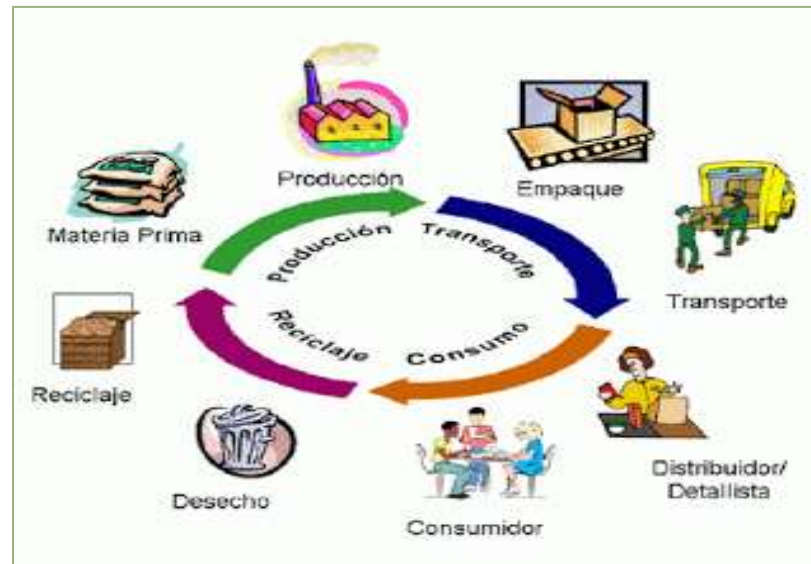 Producción
Empaque
Materia Prima
Transporte
Producción
Transporte
Reciclaje
Consumo
Reciclaje
Distribuidor/
Detallista
Desecho
Consumidor